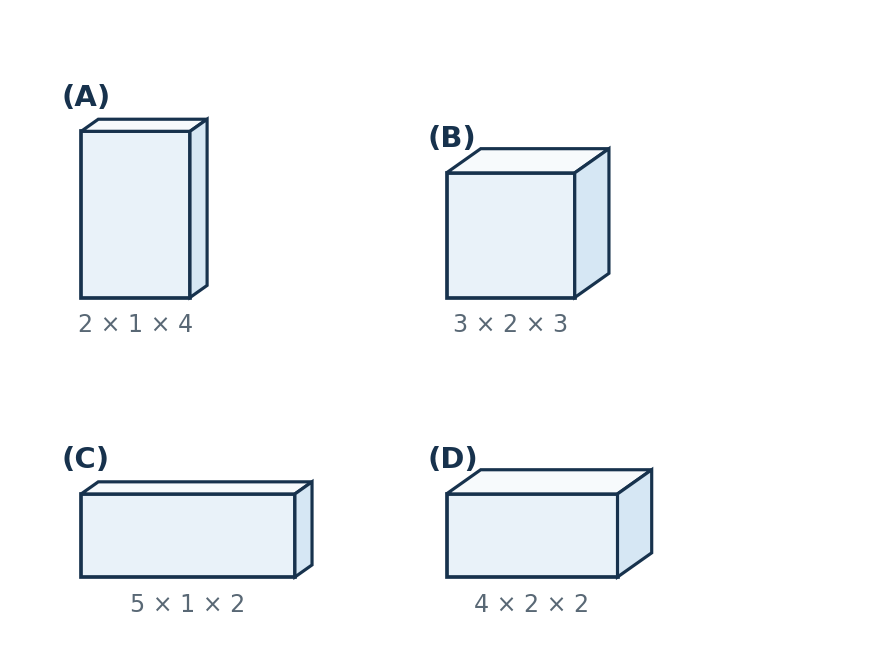 (A)
2 × 1 × 4
(B)
3 × 2 × 3
(C)
5 × 1 × 2
(D)
4 × 2 × 2